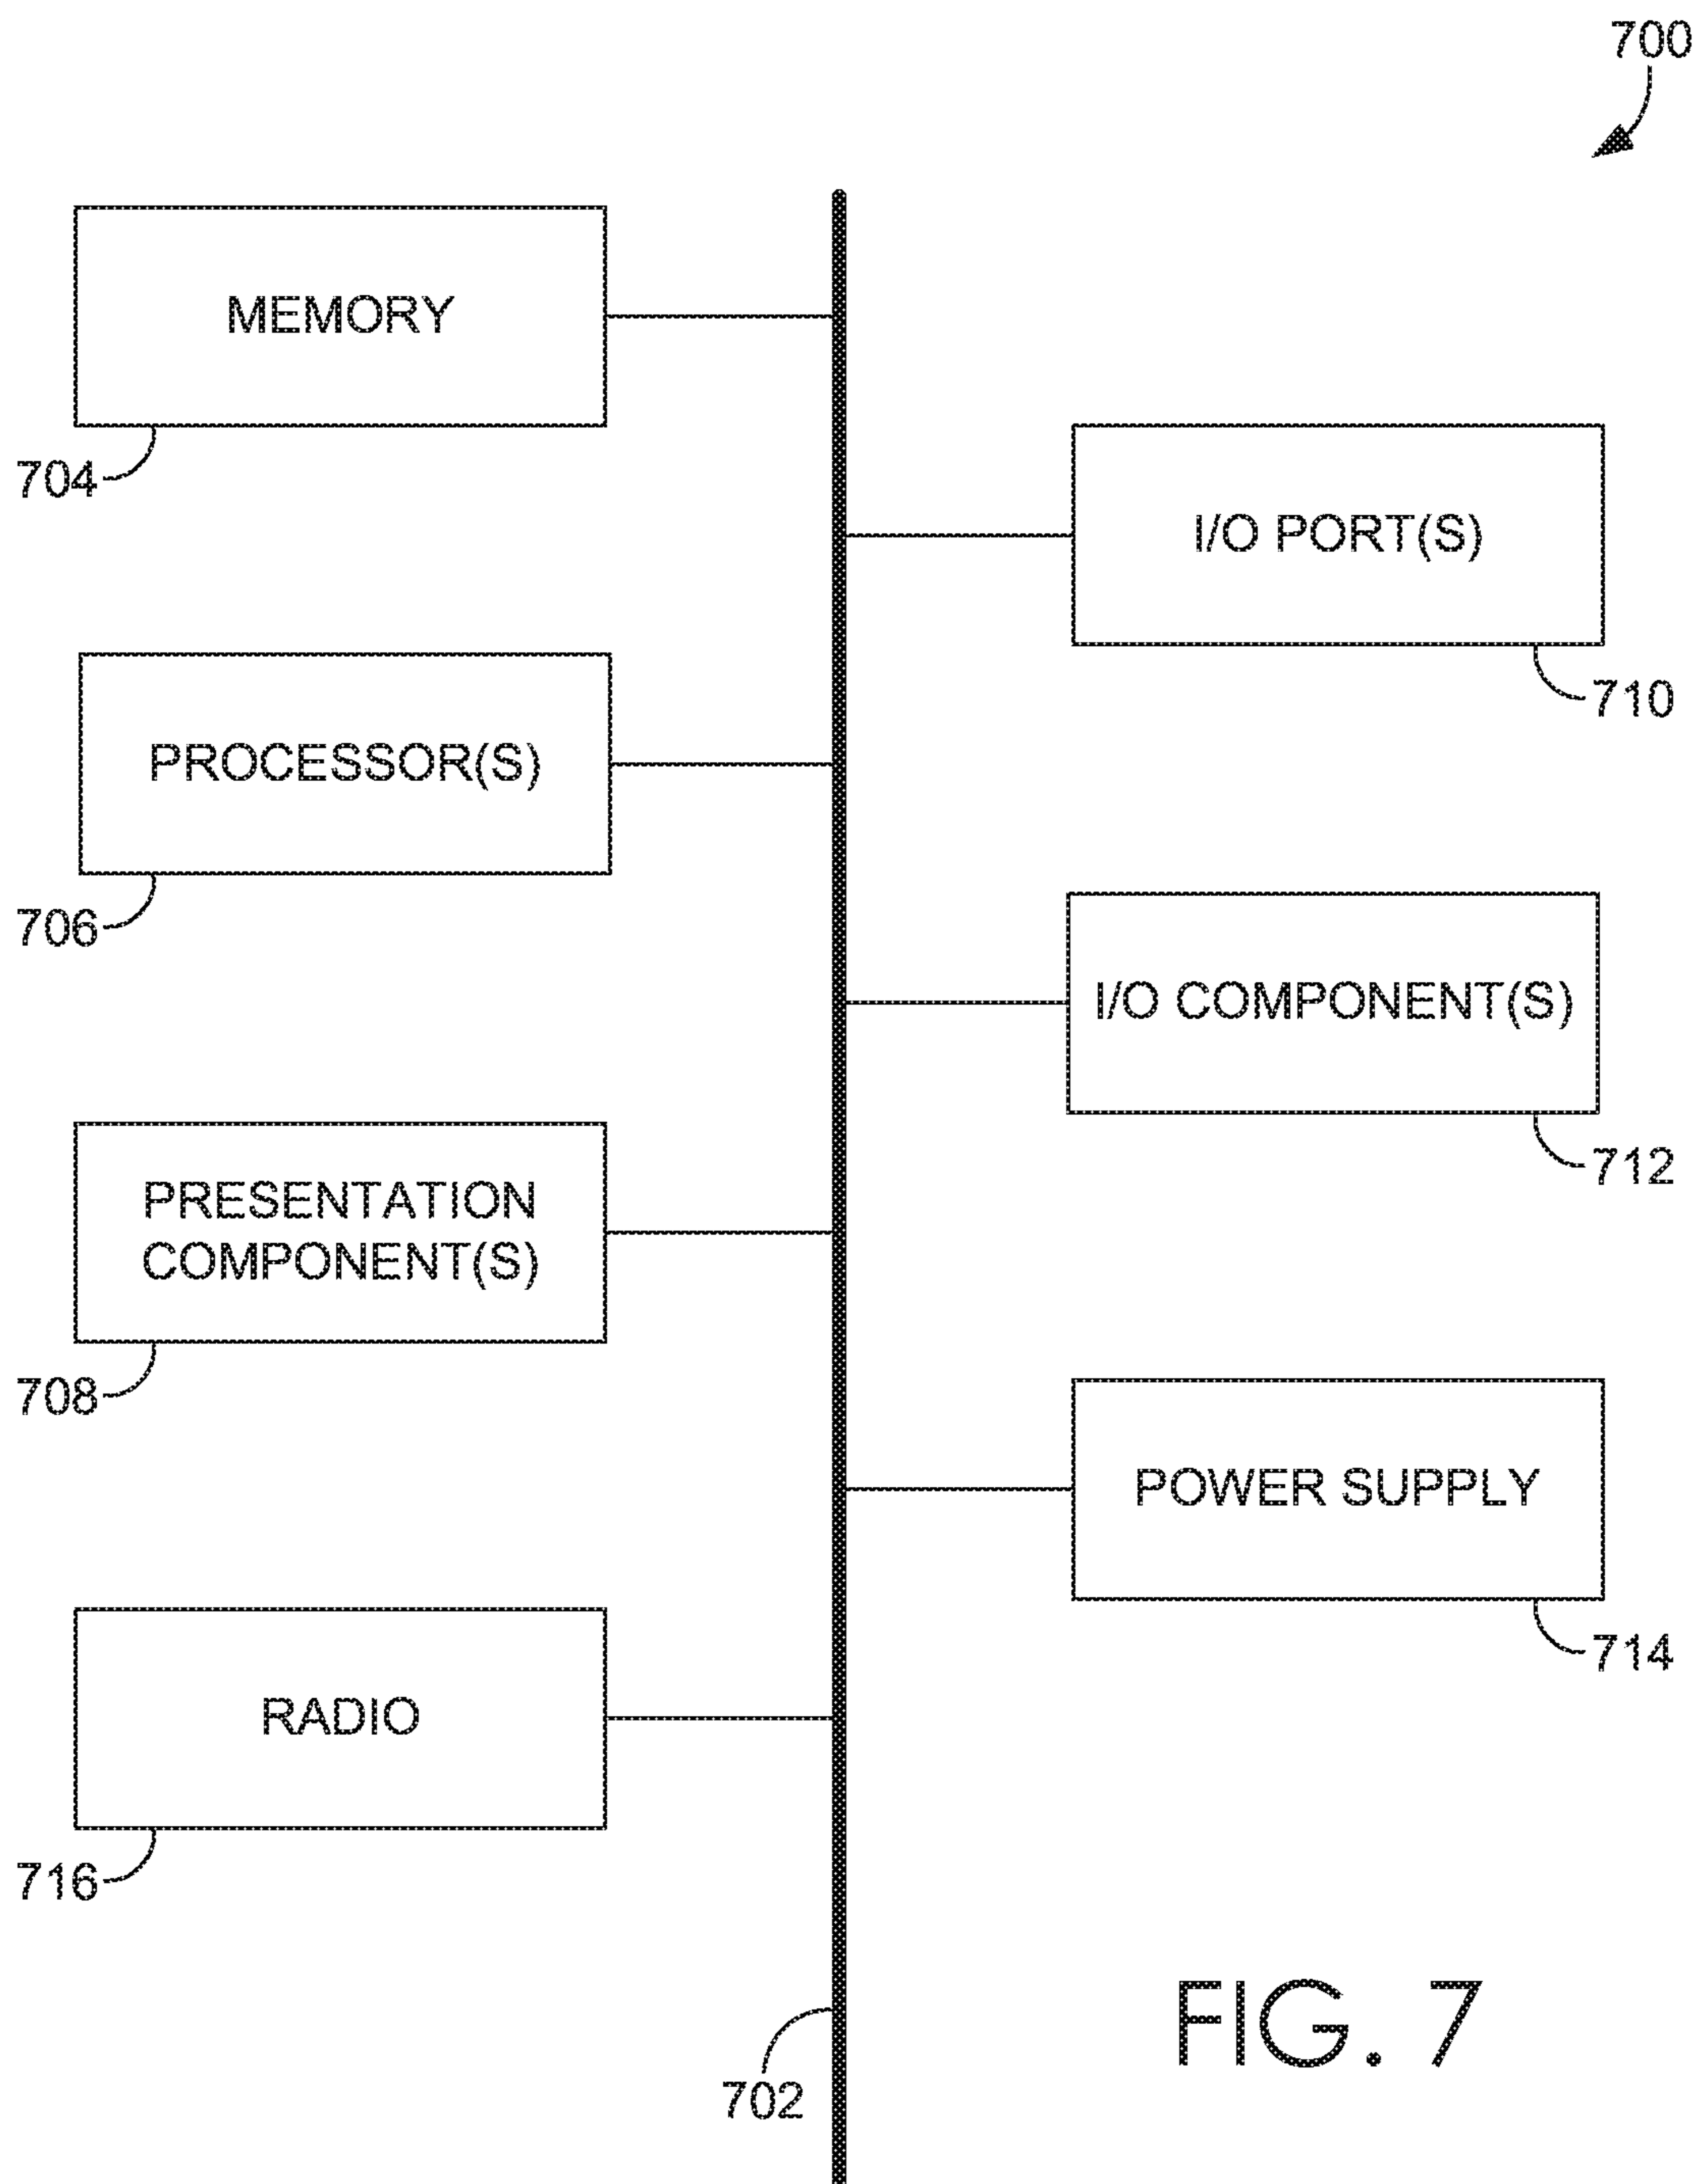 700
MEMORY
704
I/O PORT(S)
710
PROCESSOR(S)
706
I/O COMPONENT(S)
712
PRESENTATION
COMPONENT(S)
708
POWER SUPPLY
714
RADIO
716
702
FIG. 7